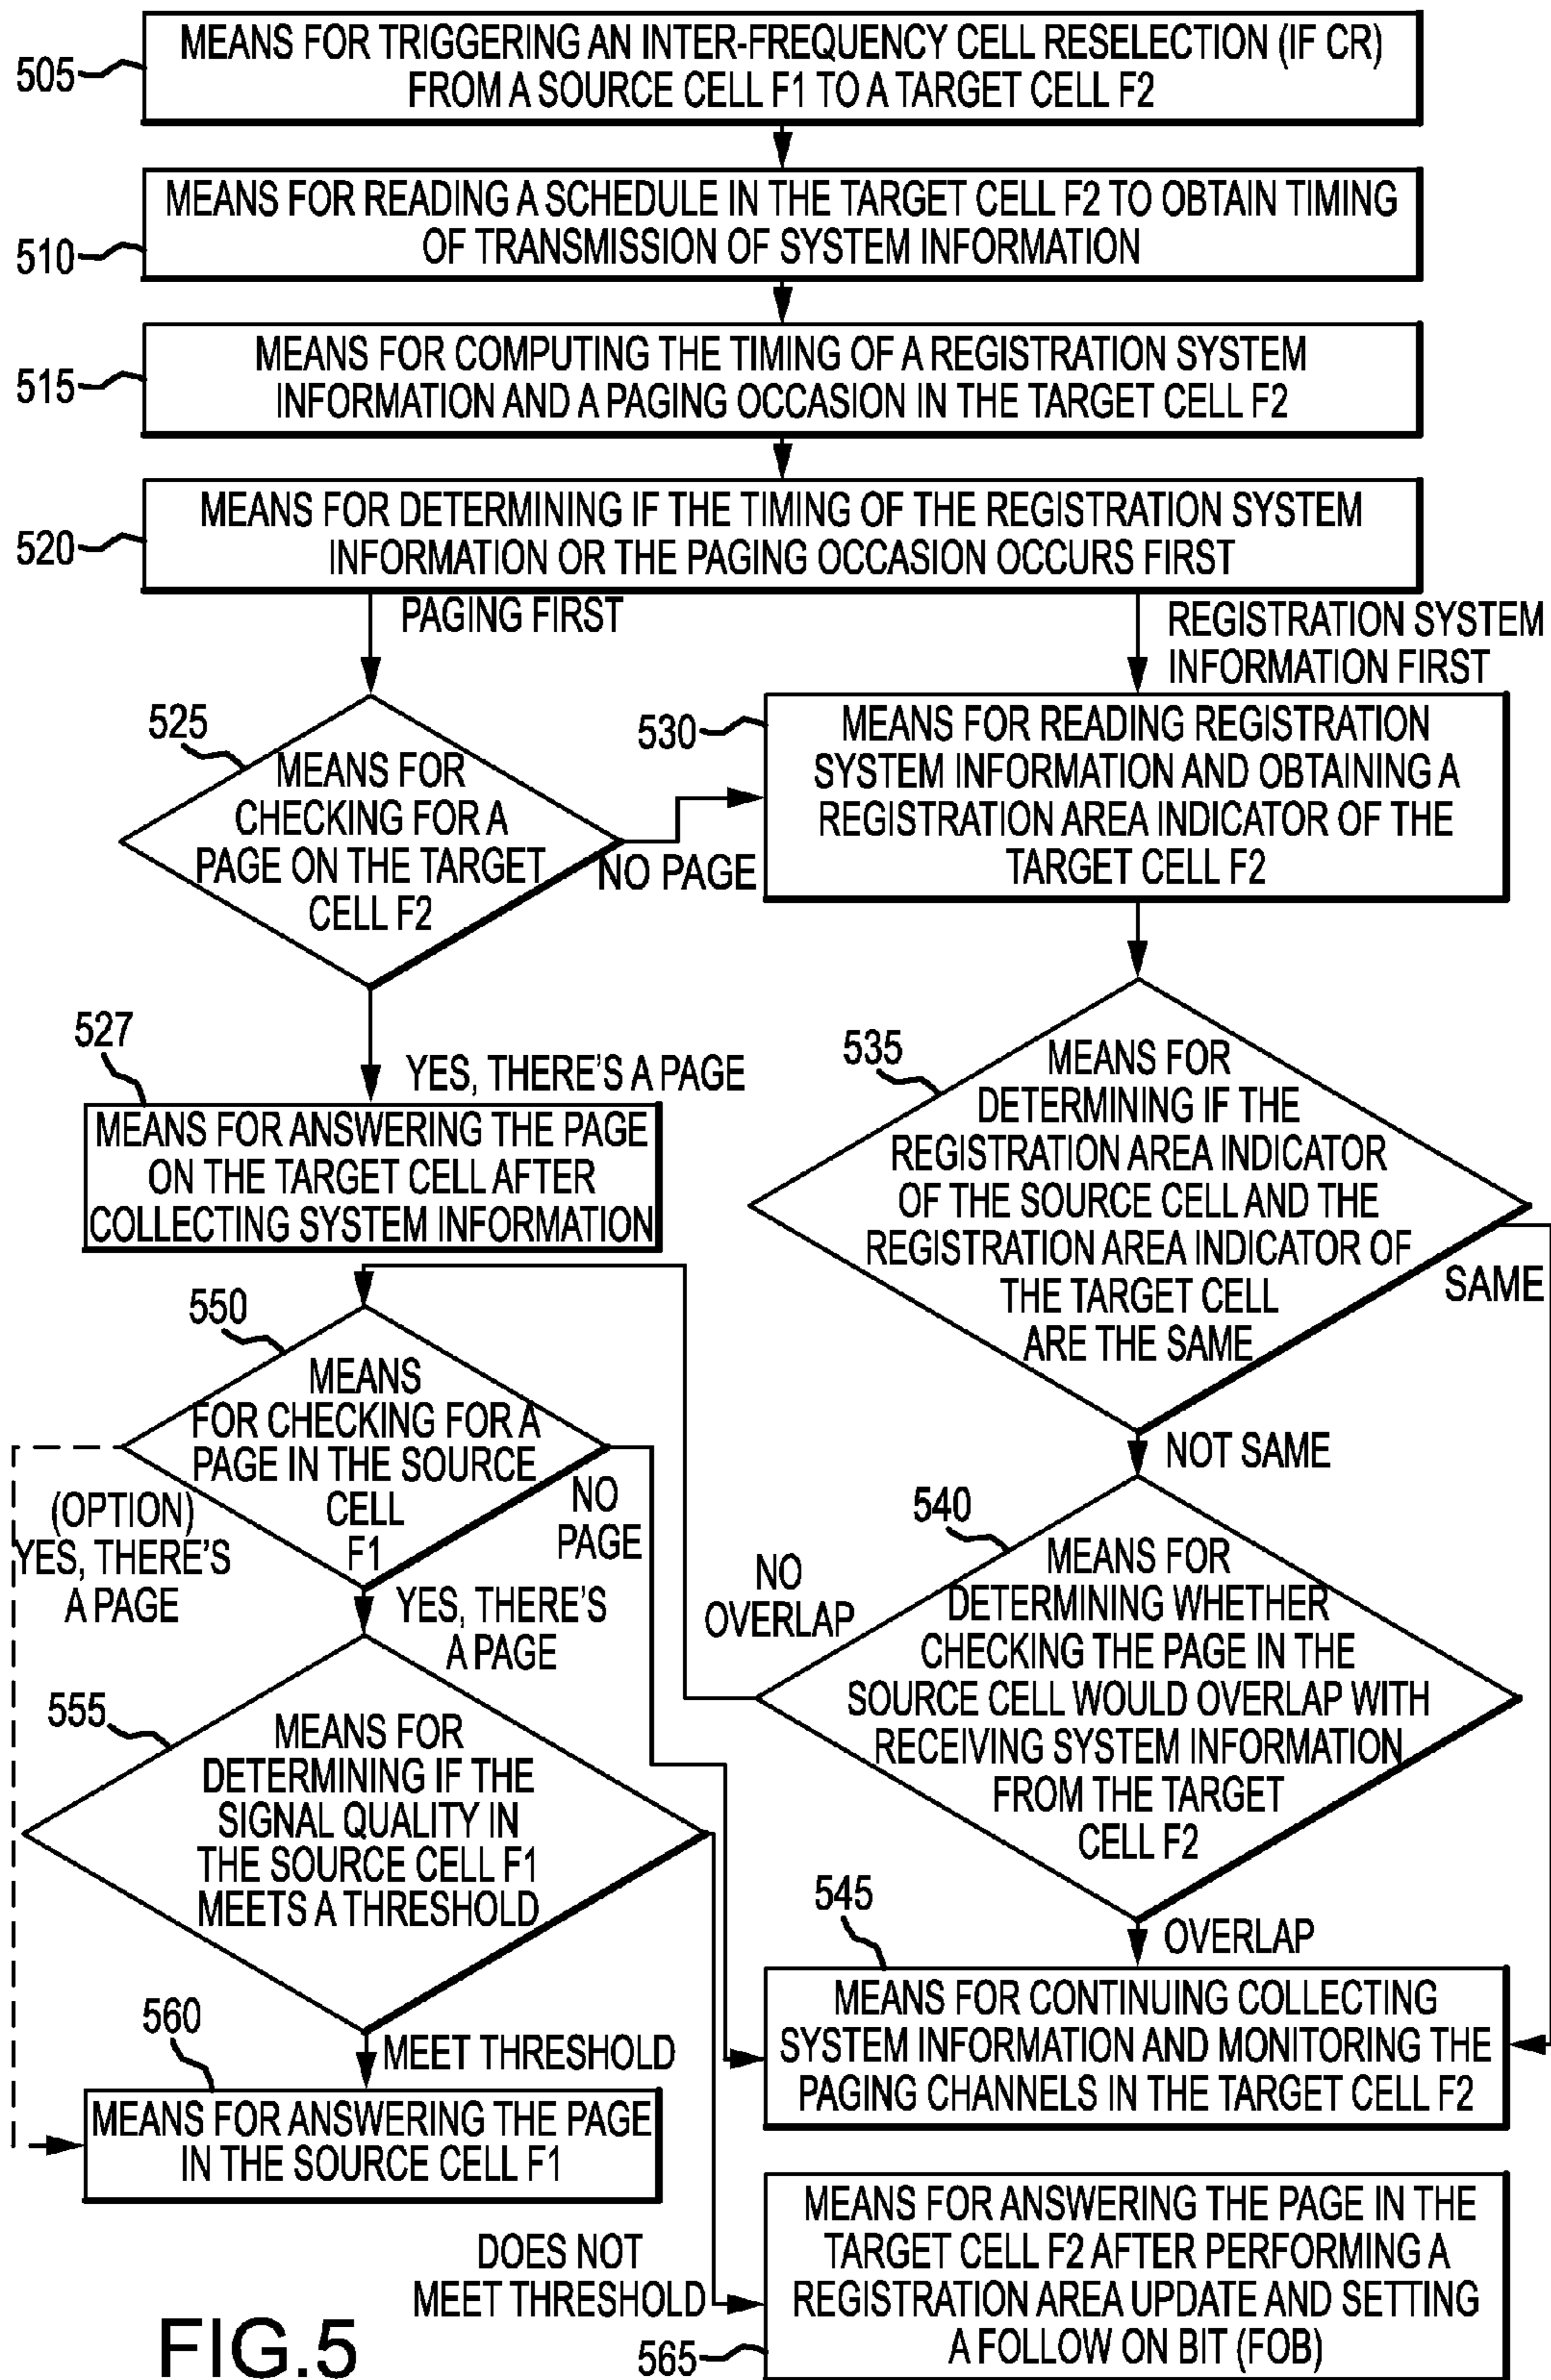 505
MEANS FOR TRIGGERING AN INTER-FREQUENCY CELL RESELECTION (IF CR)
FROM A SOURCE CELL F1 TO A TARGET CELL F2
510
MEANS FOR READING A SCHEDULE IN THE TARGET CELL F2 TO OBTAIN TIMING
OF TRANSMISSION OF SYSTEM INFORMATION
515
MEANS FOR COMPUTING THE TIMING OF A REGISTRATION SYSTEM
INFORMATION AND A PAGING OCCASION IN THE TARGET CELL F2
520
MEANS FOR DETERMINING IF THE TIMING OF THE REGISTRATION SYSTEM
INFORMATION OR THE PAGING OCCASION OCCURS FIRST
PAGING FIRST
REGISTRATION SYSTEM
INFORMATION FIRST
525
MEANS FOR
CHECKING FOR A
PAGE ON THE TARGET
CELL F2
NO PAGE
530
MEANS FOR READING REGISTRATION
SYSTEM INFORMATION AND OBTAINING A
REGISTRATION AREA INDICATOR OF THE
TARGET CELL F2
YES, THERE'S A PAGE
527
MEANS FOR ANSWERING THE PAGE
ON THE TARGET CELL AFTER
COLLECTING SYSTEM INFORMATION
535
MEANS FOR
DETERMINING IF THE
REGISTRATION AREA INDICATOR
OF THE SOURCE CELL AND THE
REGISTRATION AREA INDICATOR OF
THE TARGET CELL
ARE THE SAME
SAME
NOT SAME
550
MEANS
FOR CHECKING FOR A
PAGE IN THE SOURCE
CELL
F1
(OPTION)
YES, THERE'S
A PAGE
NO
PAGE
YES, THERE'S
A PAGE
540
MEANS FOR
DETERMINING WHETHER
CHECKING THE PAGE IN THE
SOURCE CELL WOULD OVERLAP WITH
RECEIVING SYSTEM INFORMATION
FROM THE TARGET
CELL F2
NO
OVERLAP
OVERLAP
555
MEANS FOR
DETERMINING IF THE
SIGNAL QUALITY IN
THE SOURCE CELL F1
MEETS A THRESHOLD
MEET THRESHOLD
545
MEANS FOR CONTINUING COLLECTING
SYSTEM INFORMATION AND MONITORING THE
PAGING CHANNELS IN THE TARGET CELL F2
560
MEANS FOR ANSWERING THE PAGE
IN THE SOURCE CELL F1
DOES NOT
MEET THRESHOLD
565
MEANS FOR ANSWERING THE PAGE IN THE
TARGET CELL F2 AFTER PERFORMING A
REGISTRATION AREA UPDATE AND SETTING
A FOLLOW ON BIT (FOB)
FIG.5